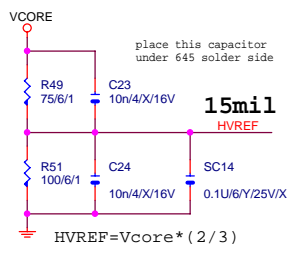 VCORE
place this capacitor
under 645 solder side
R49
75/6/1
C23
10n/4/X/16V
15mil
HVREF
R51
100/6/1
C24
10n/4/X/16V
SC14
0.1U/6/Y/25V/X
HVREF=Vcore*(2/3)